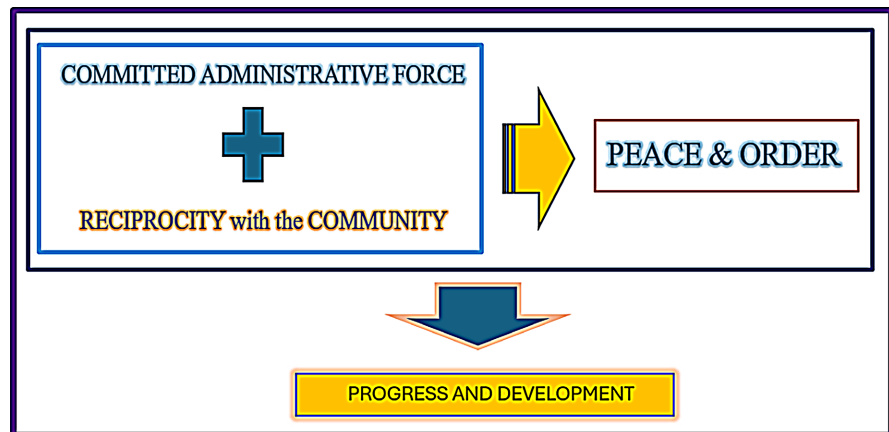 COMMITTED ADMINISTRATIVE FORCE
RECIPROCITY with the COMMUNITY
PEACE & ORDER
PROGRESS AND DEVELOPMENT